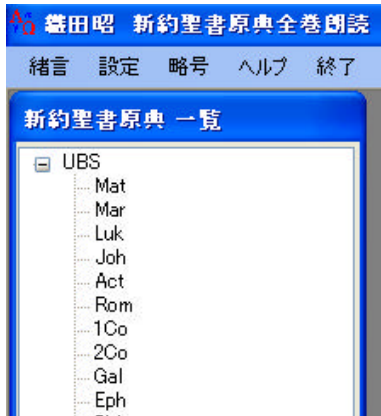 織田昭 新約聖書原典全巻朗読
緒言 設定 略号 ヘルプ 終了
新約聖書原典 一覧
UBS
Mat
Mar
Luk
Joh
Act
Rom
1Co
2Co
Gal
Eph